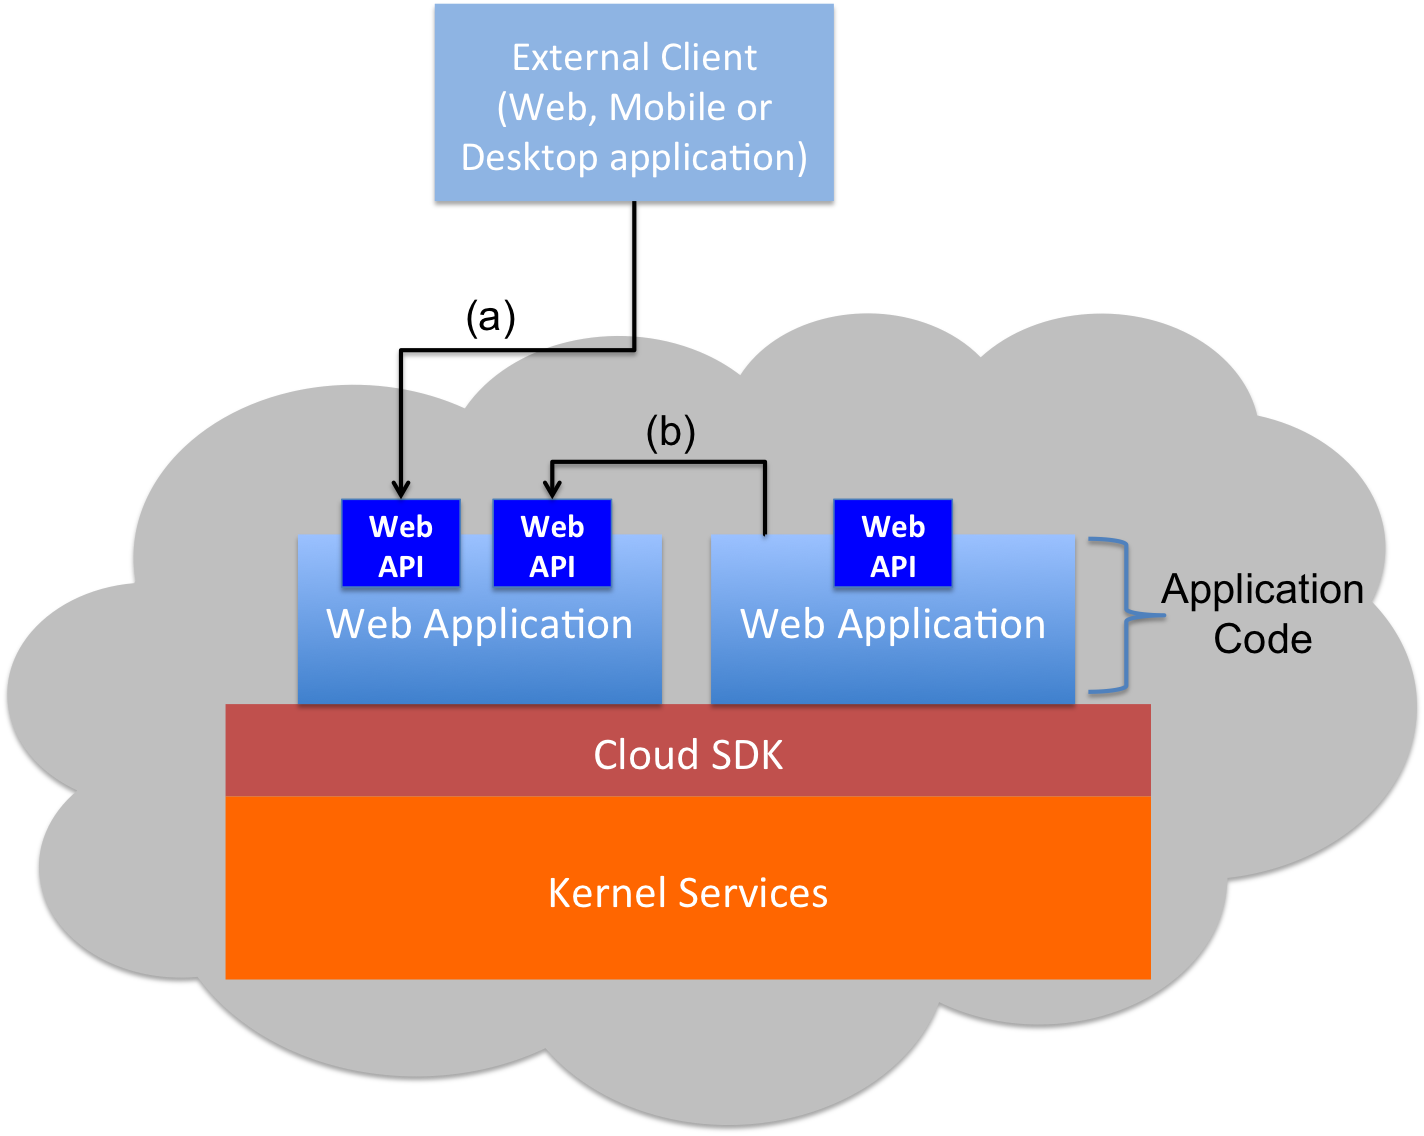 External Client
(Web, Mobile or
Desktop application)
(a)
(b)
Web
API
Web
API
Web
API
Web Application
Web Application
Application
Code
Cloud SDK
Kernel Services